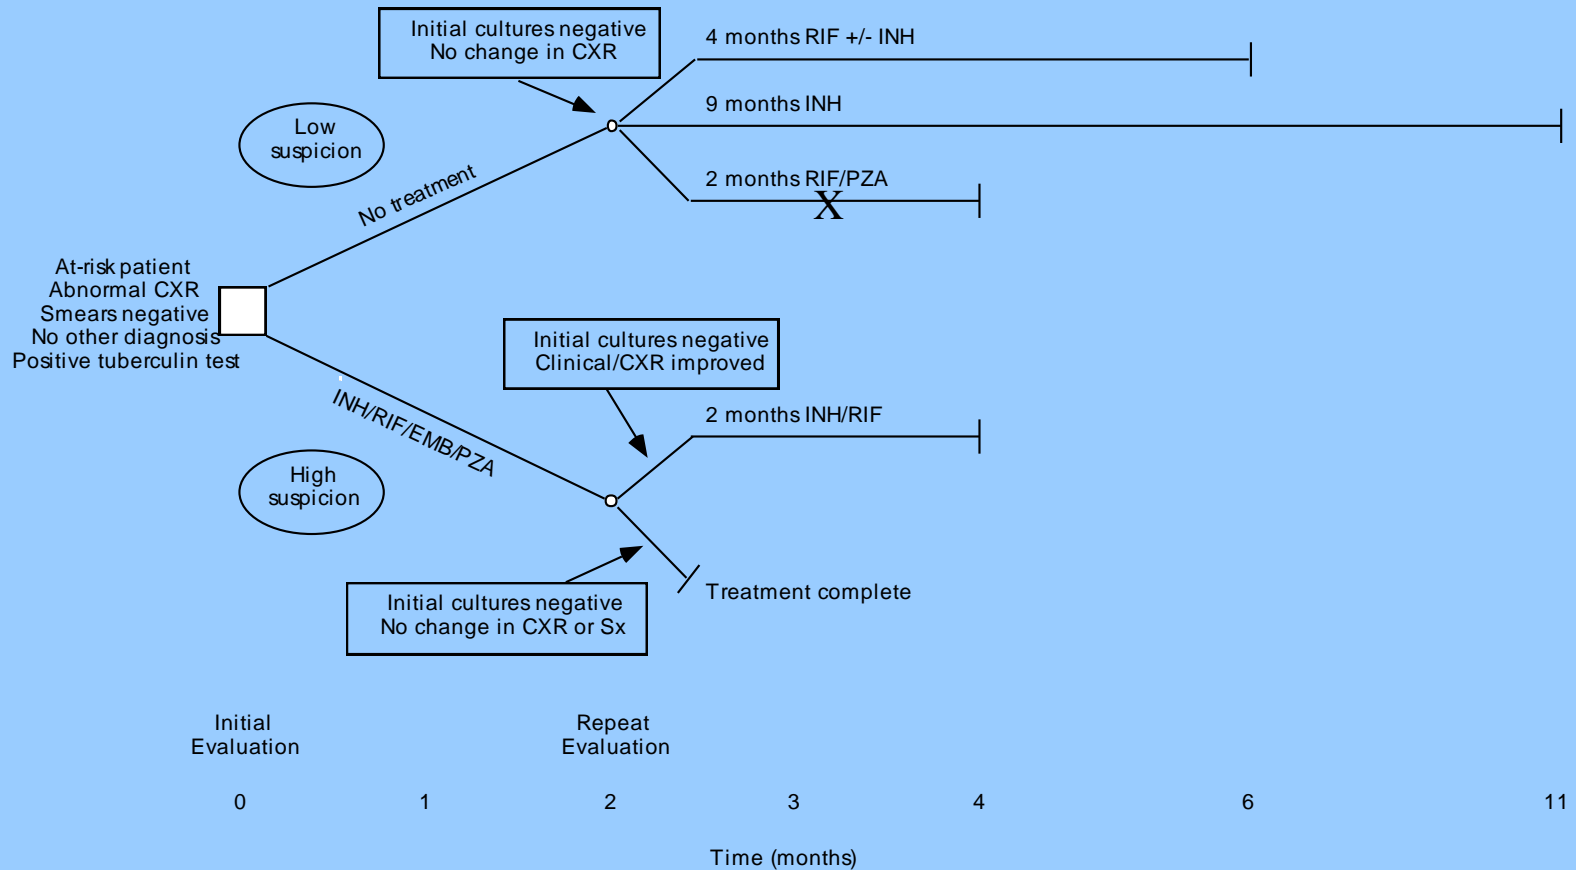 Initial cultures negative
No change in CXR
4 months RIF +/- INH
9 months INH
Low
suspicion
No treatment
2 months RIF/PZA
X
At-risk patient
Abnormal CXR
Smears negative
No other diagnosis
Positive tuberculin test
Initial cultures negative
Clinical/CXR improved
INH/RIF/EMB/PZA
2 months INH/RIF
High
suspicion
Initial cultures negative
No change in CXR or Sx
Treatment complete
Initial
Evaluation
Repeat
Evaluation
0 1 2 3 4 6 11
Time (months)